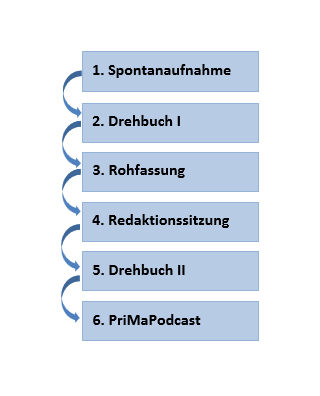 1. Spontanaufnahme
2. Drehbuch I
3. Rohfassung
4. Redaktionssitzung
5. Drehbuch II
6. PriMaPodcast